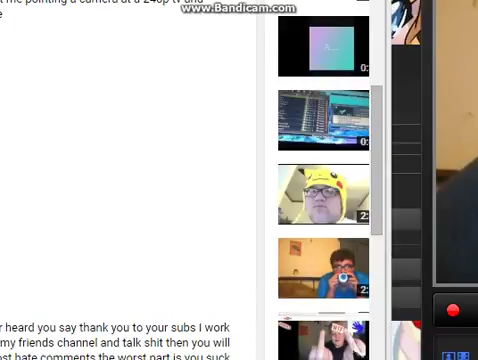 www.Bandicam.com
me pointing a camera at a 240p tv and
A...
r heard you say thank you to your subs I work
my friends channel and talk shit then you will
ost hate comments the worst part is you suck